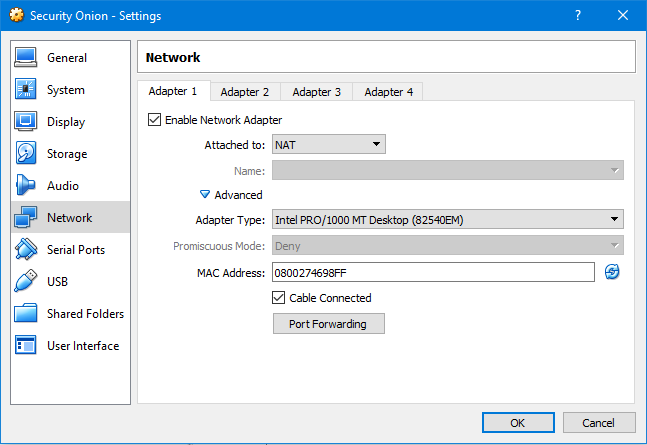 Security Onion - Settings
General
System
Display
Storage
Audio
Network
Serial Ports
USB
Shared Folders
User Interface
Network
Adapter 1 Adapter 2 Adapter 3 Adapter 4
Enable Network Adapter
Attached to: NAT
Name:
Advanced
Adapter Type: Intel PRO/1000 MT Desktop (82540EM)
Promiscuous Mode: Deny
MAC Address: 0800274698FF
Cable Connected
Port Forwarding
OK Cancel